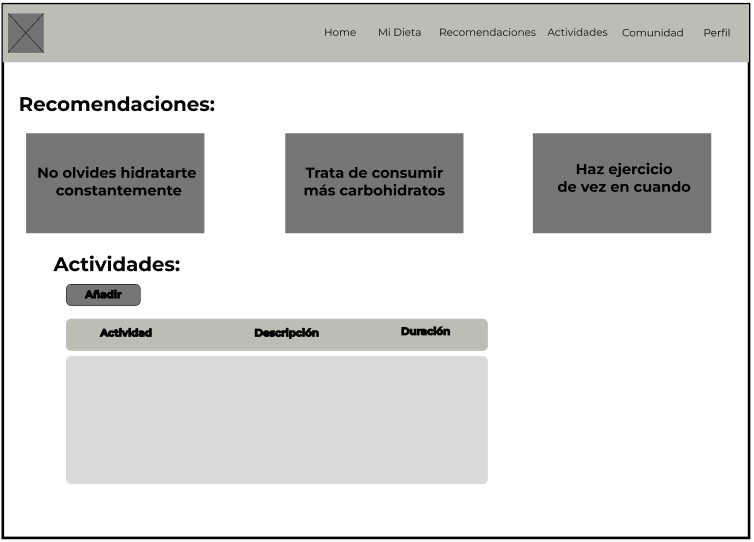 Home Mi Dieta Recomendaciones Actividades Comunidad Perfil
Recomendaciones:
No olvides hidratarte
constantemente
Trata de consumir
más carbohidratos
Haz ejercicio
de vez en cuando
Actividades:
Añadir
Actividad Descripción Duración